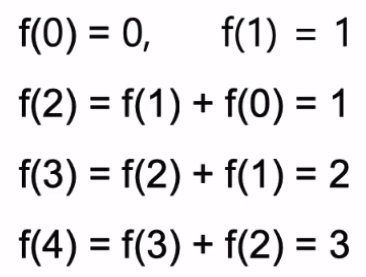 f(0) = 0, f(1) = 1
f(2) = f(1) + f(0) = 1
f(3) = f(2) + f(1) = 2
f(4) = f(3) + f(2) = 3